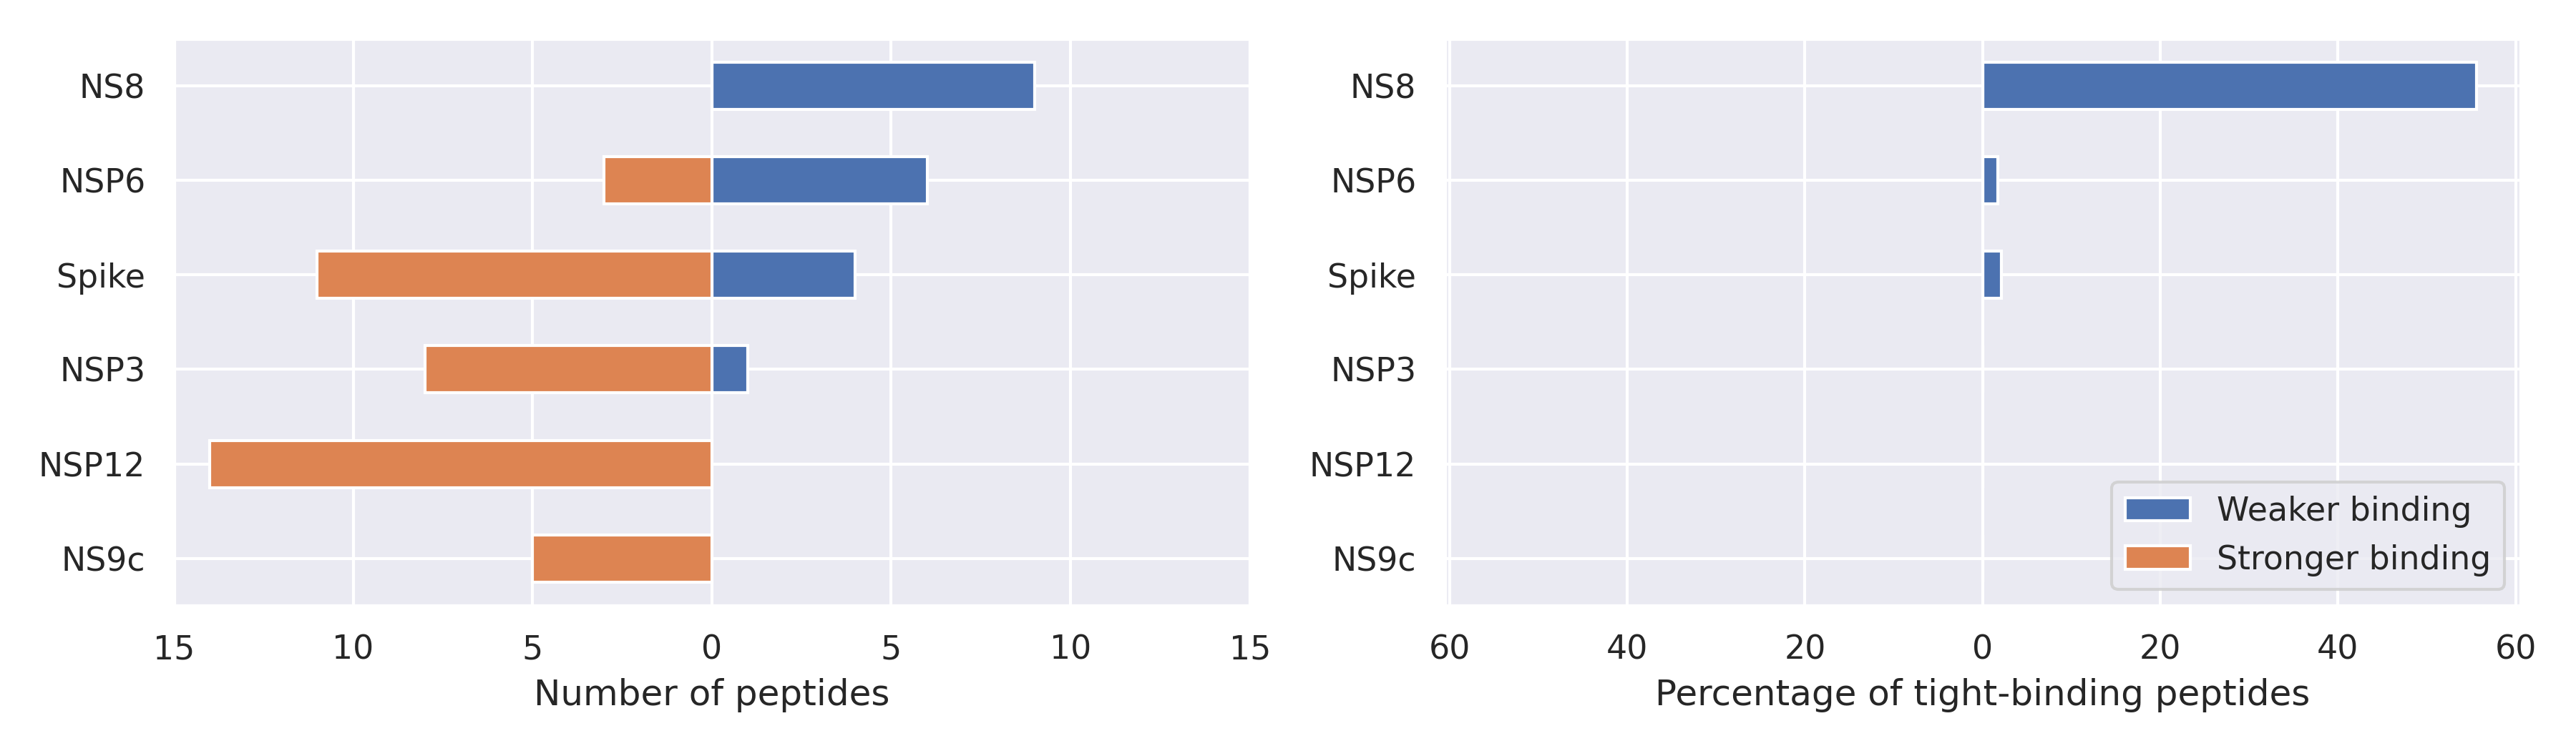 NS8
NSP6
Spike
NSP3
NSP12
NS9c
15 10 5 0 5 10 15
Number of peptides
NS8
NSP6
Spike
NSP3
NSP12
NS9c
Weaker binding
Stronger binding
60 40 20 0 20 40 60
Percentage of tight-binding peptides